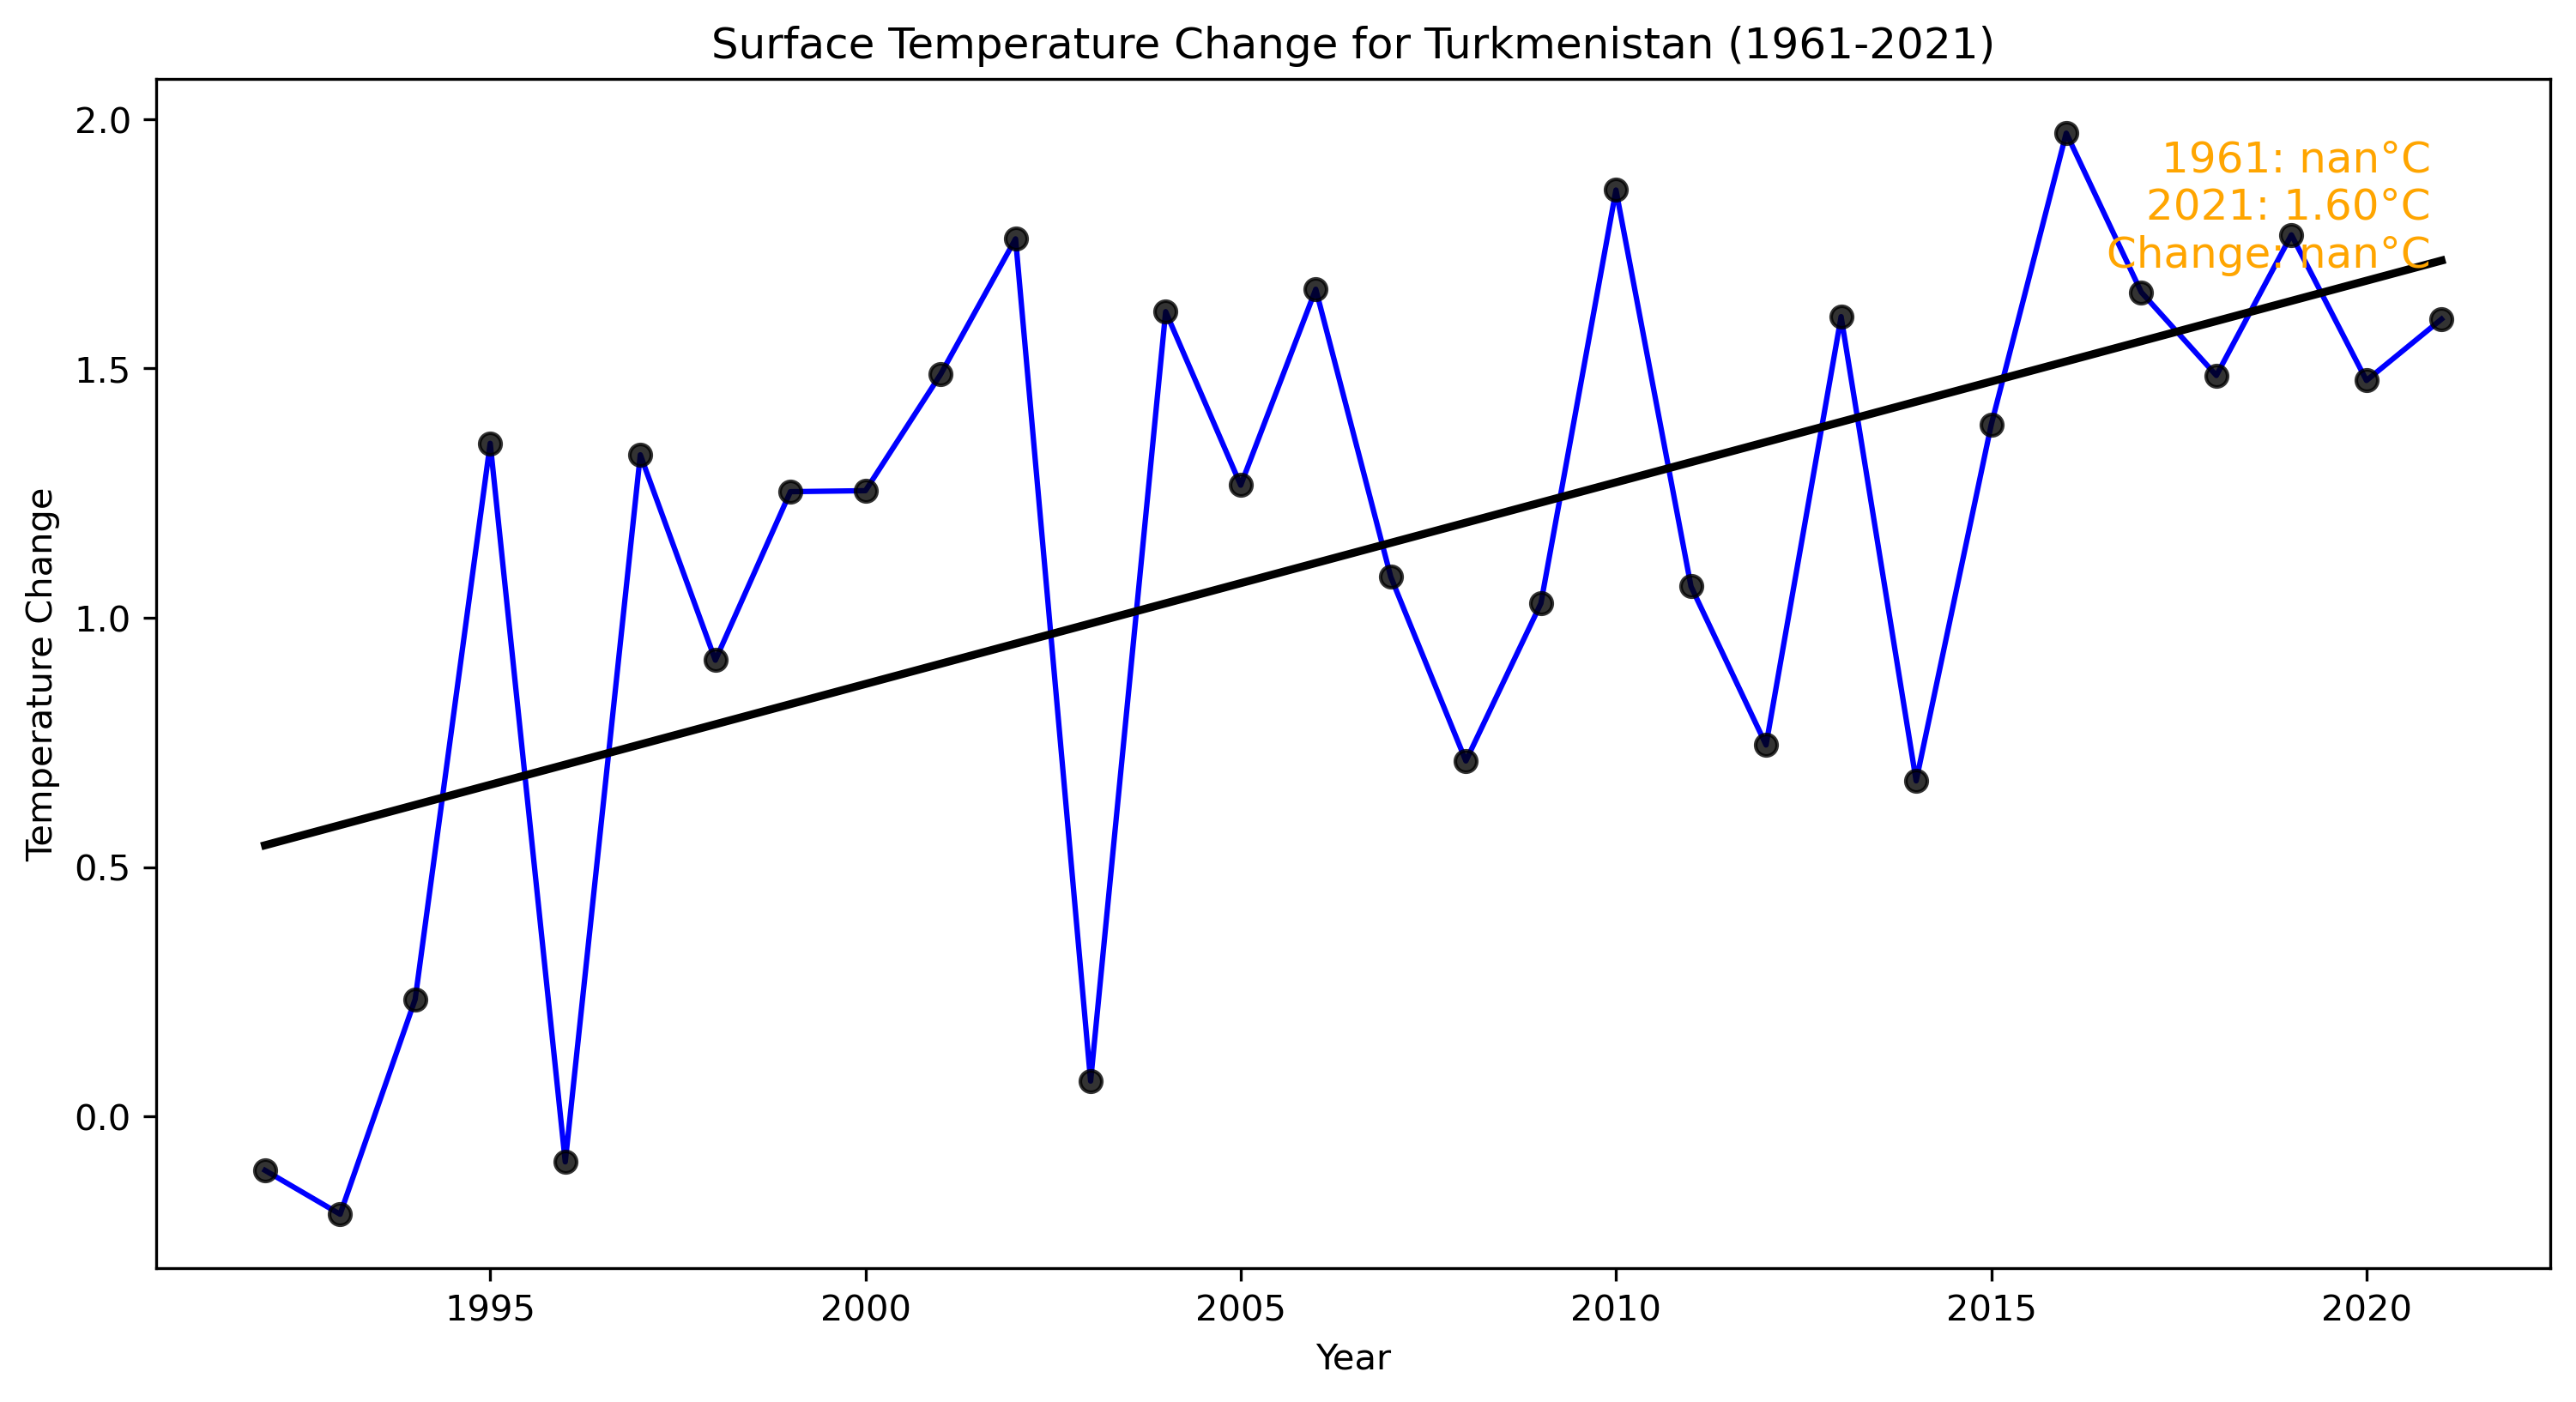 Surface Temperature Change for Turkmenistan (1961-2021)
2.0
1.5
1.0
0.5
0.0
Temperature Change
1961: nan°C
2021: 1.60°C
Change: nan°C
1995
2000
2005
2010
2015
2020
Year